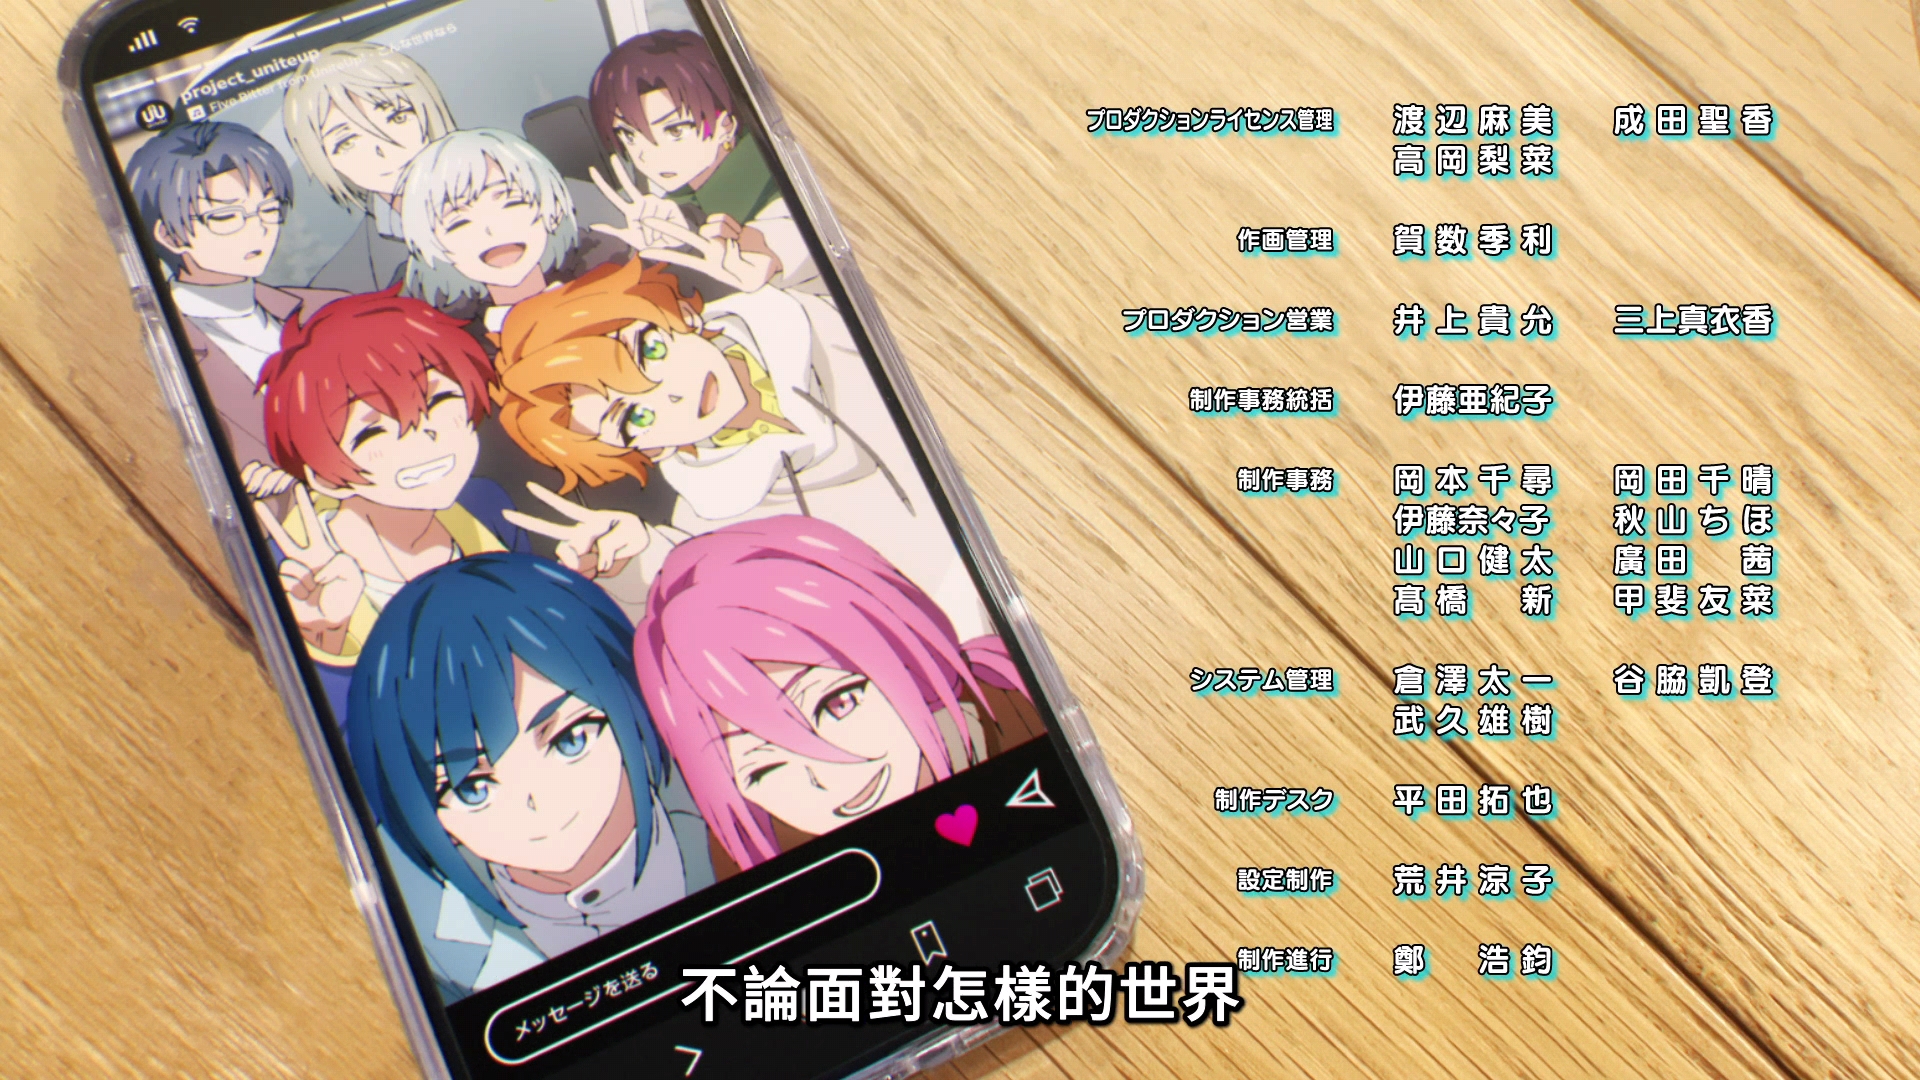 project_uniteup
Five Bitter from UniteUp!・こんな世界なら
プロダクションライセンス管理 渡辺麻美 成田聖香
高岡梨菜
作画管理 賀数季利
プロダクション営業 井上貴允 三上真衣香
制作事務統括 伊藤亜紀子
制作事務 岡本千尋 岡田千晴
伊藤奈々子 秋山ちほ
山口健太 廣田茜
髙橋新 甲斐友菜
システム管理 倉澤太一 谷脇凱登
武久雄樹
制作デスク 平田拓也
設定制作 荒井涼子
制作進行 鄭浩鈞
メッセージを送る
不論面對怎樣的世界